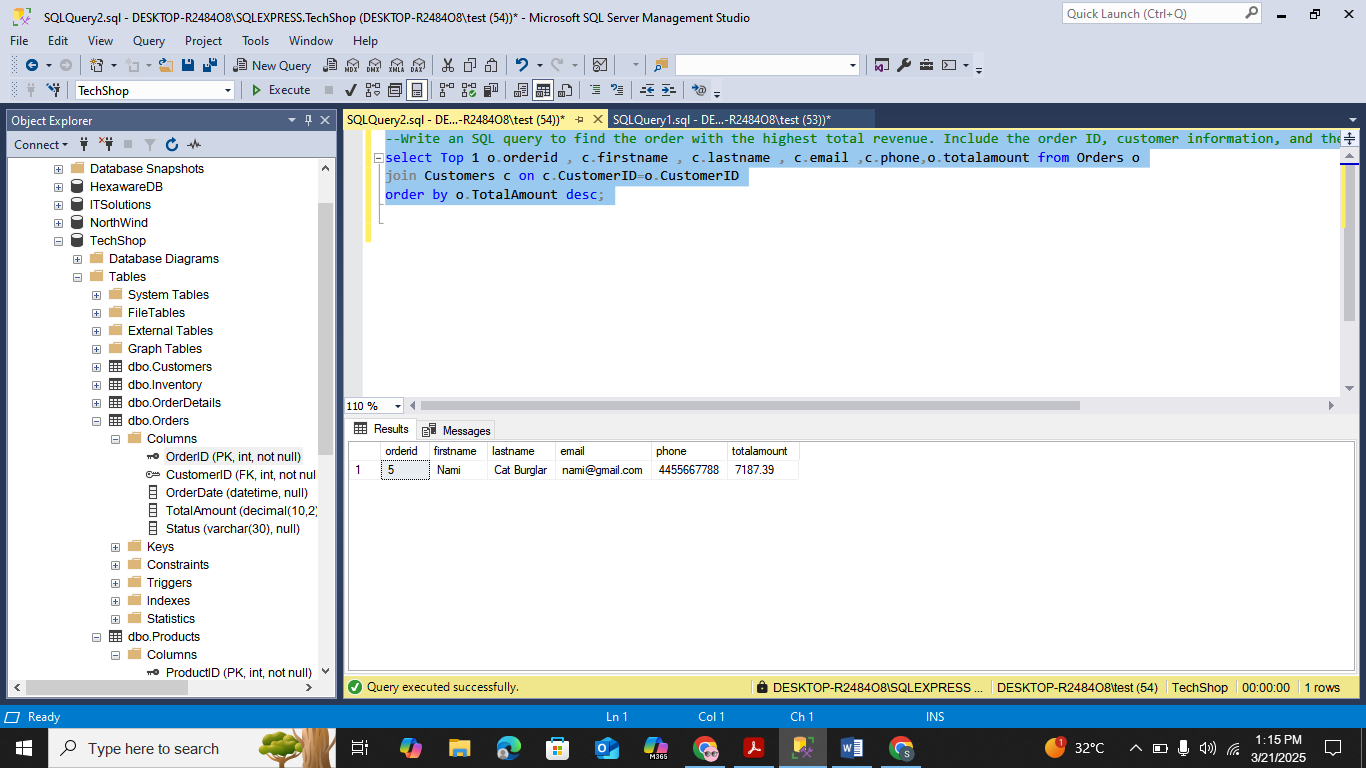 SQLQuery2.sql - DESKTOP-R2484O8\SQLEXPRESS.TechShop (DESKTOP-R2484O8\test (54))* - Microsoft SQL Server Management Studio
Quick Launch (Ctrl+Q)
File Edit View Query Project Tools Window Help
New Query MDX DMX XMLA DAX
TechShop Execute
Object Explorer
Connect
Database Snapshots
HexawareDB
ITSolutions
NorthWind
TechShop
Database Diagrams
Tables
System Tables
FileTables
External Tables
Graph Tables
dbo.Customers
dbo.Inventory
dbo.OrderDetails
dbo.Orders
Columns
OrderID (PK, int, not null)
CustomerID (FK, int, not nul
OrderDate (datetime, null)
TotalAmount (decimal(10,2)
Status (varchar(30), null)
Keys
Constraints
Triggers
Indexes
Statistics
dbo.Products
Columns
ProductID (PK, int, not null)
SQLQuery2.sql - DE...-R2484O8\test (54))* SQLQuery1.sql - DE...-R2484O8\test (53))*
--Write an SQL query to find the order with the highest total revenue. Include the order ID, customer information, and the
select Top 1 o.orderid , c.firstname , c.lastname , c.email ,c.phone,o.totalamount from Orders o
join Customers c on c.CustomerID=o.CustomerID
order by o.TotalAmount desc;
110 %
Results Messages
orderid firstname lastname email phone totalamount
1 5 Nami Cat Burglar nami@gmail.com 4455667788 7187.39
Query executed successfully. DESKTOP-R2484O8\SQLEXPRESS ... DESKTOP-R2484O8\test (54) TechShop 00:00:00 1 rows
Ready Ln 1 Col 1 Ch 1 INS
Type here to search M365 1 32°C 1:15 PM
3/21/2025